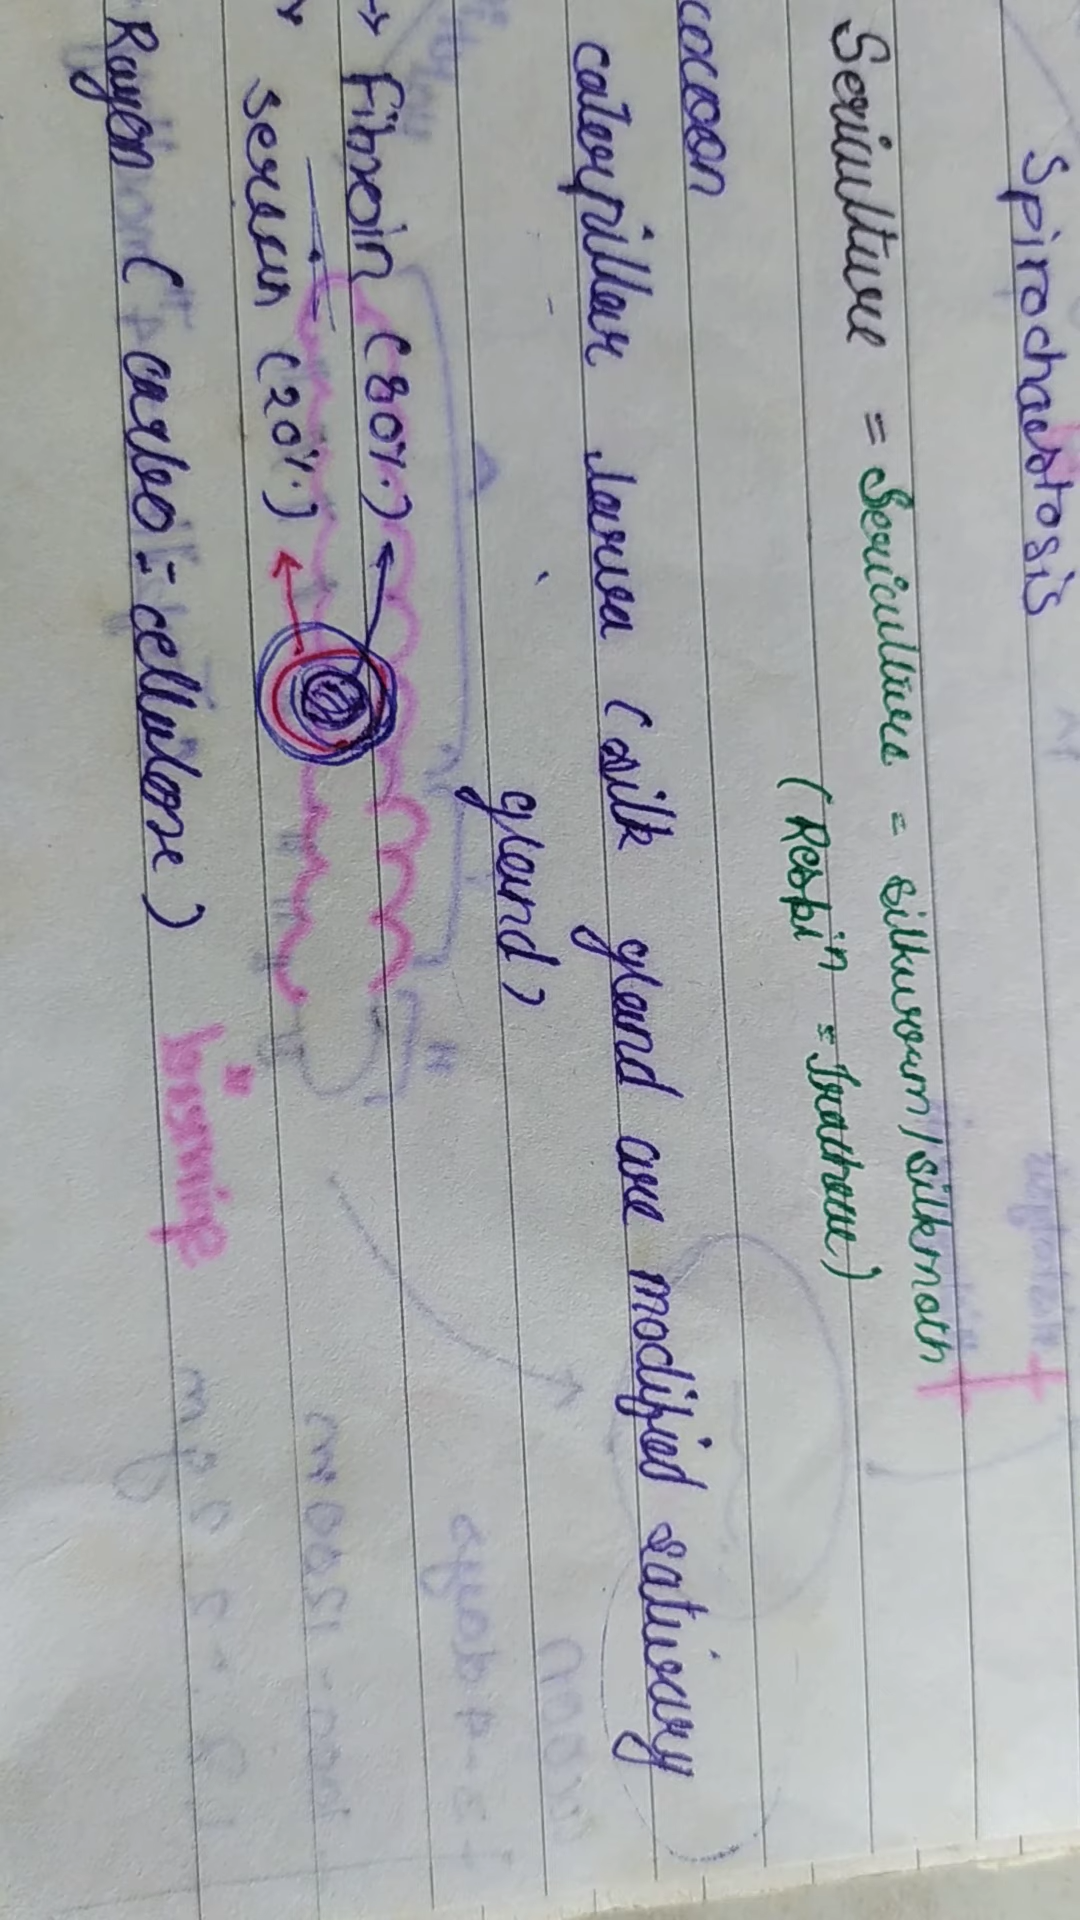 Spirochaetosis
Sericulture = Sericulture = silkworm/silkmoth
(Respiⁿ = Trachea)
cocoon
caterpillar larva (silk gland are modified salivary
gland)
→ fibroin (80%)
sericin (20%)
Rayon (carbo = cellulose)